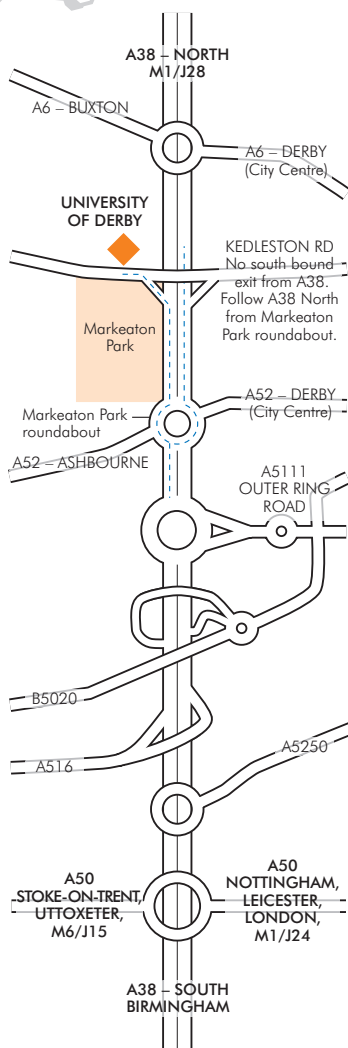 A38 – NORTH
M1/J28
A6 – BUXTON
A6 – DERBY
(City Centre)
UNIVERSITY
OF DERBY
KEDLESTON RD
No south bound
exit from A38.
Follow A38 North
from Markeaton
Park roundabout.
Markeaton
Park
A52 – DERBY
(City Centre)
Markeaton Park
roundabout
A52 – ASHBOURNE
A5111
OUTER RING
ROAD
B5020
A516
A5250
A50
STOKE-ON-TRENT,
UTTOXETER,
M6/J15
A50
NOTTINGHAM,
LEICESTER,
LONDON,
M1/J24
A38 – SOUTH
BIRMINGHAM